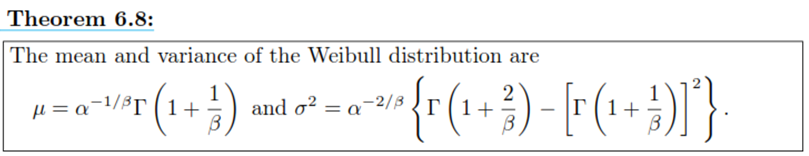 Theorem 6.8:
The mean and variance of the Weibull distribution are
μ = α^{-1/β}Γ(1 + 1/β) and σ² = α^{-2/β}{Γ(1 + 2/β) − [Γ(1 + 1/β)]²}.